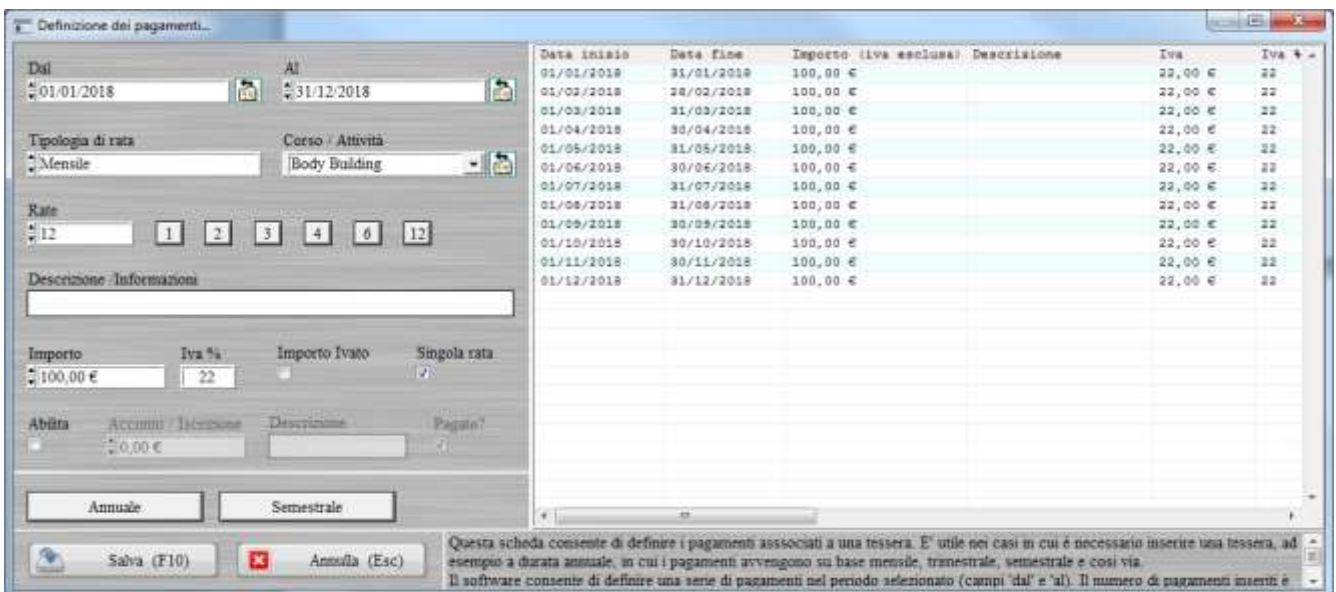 Definizione dei pagamenti...
Dal Al
01/01/2018 31/12/2018
Tipologia di rata Corso / Attività
Mensile Body Building
Rate
12 1 2 3 4 6 12
Descrizione /Informazioni
Importo Iva % Importo Ivato Singola rata
100,00 € 22
Abilita Acconto / Iscrizione Descrizione Pagato?
0,00 €
Annuale Semestrale
Salva (F10) Annulla (Esc)
Data inizio Data fine Importo (iva esclusa) Descrizione Iva Iva %
01/01/2018 31/01/2018 100,00 € 22,00 € 22
01/02/2018 28/02/2018 100,00 € 22,00 € 22
01/03/2018 31/03/2018 100,00 € 22,00 € 22
01/04/2018 30/04/2018 100,00 € 22,00 € 22
01/05/2018 31/05/2018 100,00 € 22,00 € 22
01/06/2018 30/06/2018 100,00 € 22,00 € 22
01/07/2018 31/07/2018 100,00 € 22,00 € 22
01/08/2018 31/08/2018 100,00 € 22,00 € 22
01/09/2018 30/09/2018 100,00 € 22,00 € 22
01/10/2018 30/10/2018 100,00 € 22,00 € 22
01/11/2018 30/11/2018 100,00 € 22,00 € 22
01/12/2018 31/12/2018 100,00 € 22,00 € 22
Questa scheda consente di definire i pagamenti asssociati a una tessera. E' utile nei casi in cui è necessario inserire una tessera, ad
esempio a durata annuale, in cui i pagamenti avvengono su base mensile, trimestrale, semestrale e così via.
Il software consente di definire una serie di pagamenti nel periodo selezionato (campi 'dal' e 'al). Il numero di pagamenti inseriti è